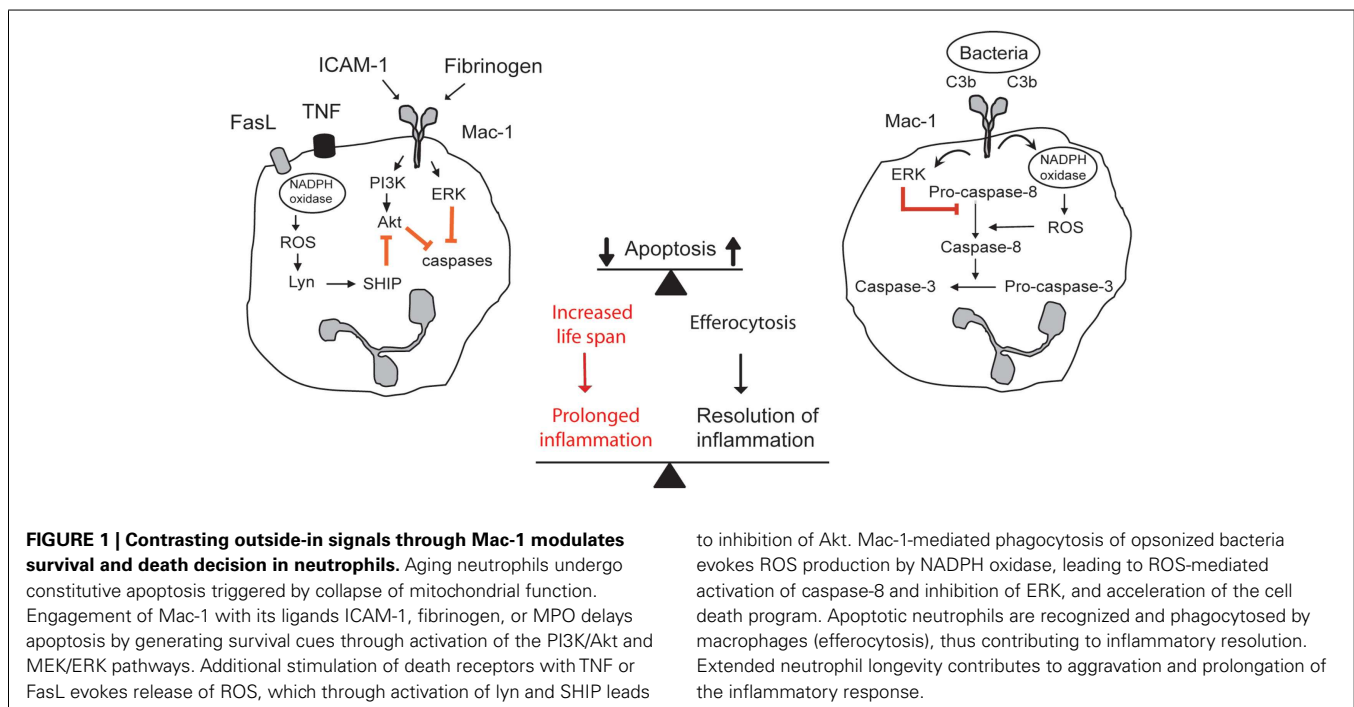 ICAM-1
Fibrinogen
TNF
FasL
Mac-1
NADPH
oxidase
PI3K
ERK
Akt
ROS
caspases
Lyn
SHIP
Bacteria
C3b
C3b
Mac-1
ERK
NADPH
oxidase
Pro-caspase-8
ROS
Caspase-8
Caspase-3
Pro-caspase-3
Apoptosis
Increased
life span
Efferocytosis
Prolonged
inflammation
Resolution of
inflammation
FIGURE 1 | Contrasting outside-in signals through Mac-1 modulates
survival and death decision in neutrophils. Aging neutrophils undergo
constitutive apoptosis triggered by collapse of mitochondrial function.
Engagement of Mac-1 with its ligands ICAM-1, fibrinogen, or MPO delays
apoptosis by generating survival cues through activation of the PI3K/Akt and
MEK/ERK pathways. Additional stimulation of death receptors with TNF or
FasL evokes release of ROS, which through activation of lyn and SHIP leads
to inhibition of Akt. Mac-1-mediated phagocytosis of opsonized bacteria
evokes ROS production by NADPH oxidase, leading to ROS-mediated
activation of caspase-8 and inhibition of ERK, and acceleration of the cell
death program. Apoptotic neutrophils are recognized and phagocytosed by
macrophages (efferocytosis), thus contributing to inflammatory resolution.
Extended neutrophil longevity contributes to aggravation and prolongation of
the inflammatory response.